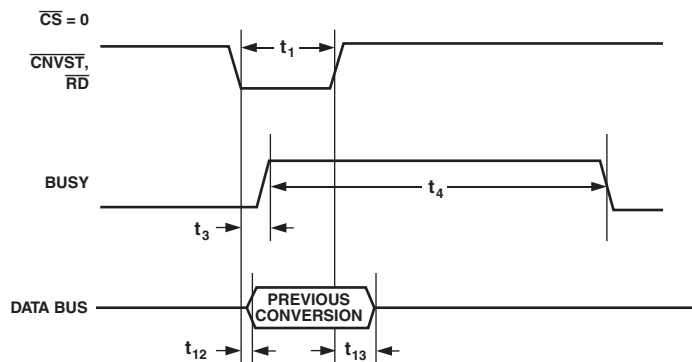 CS = 0
CNVST,
RD
t1
BUSY
t4
t3
DATA BUS
PREVIOUS
CONVERSION
t12
t13